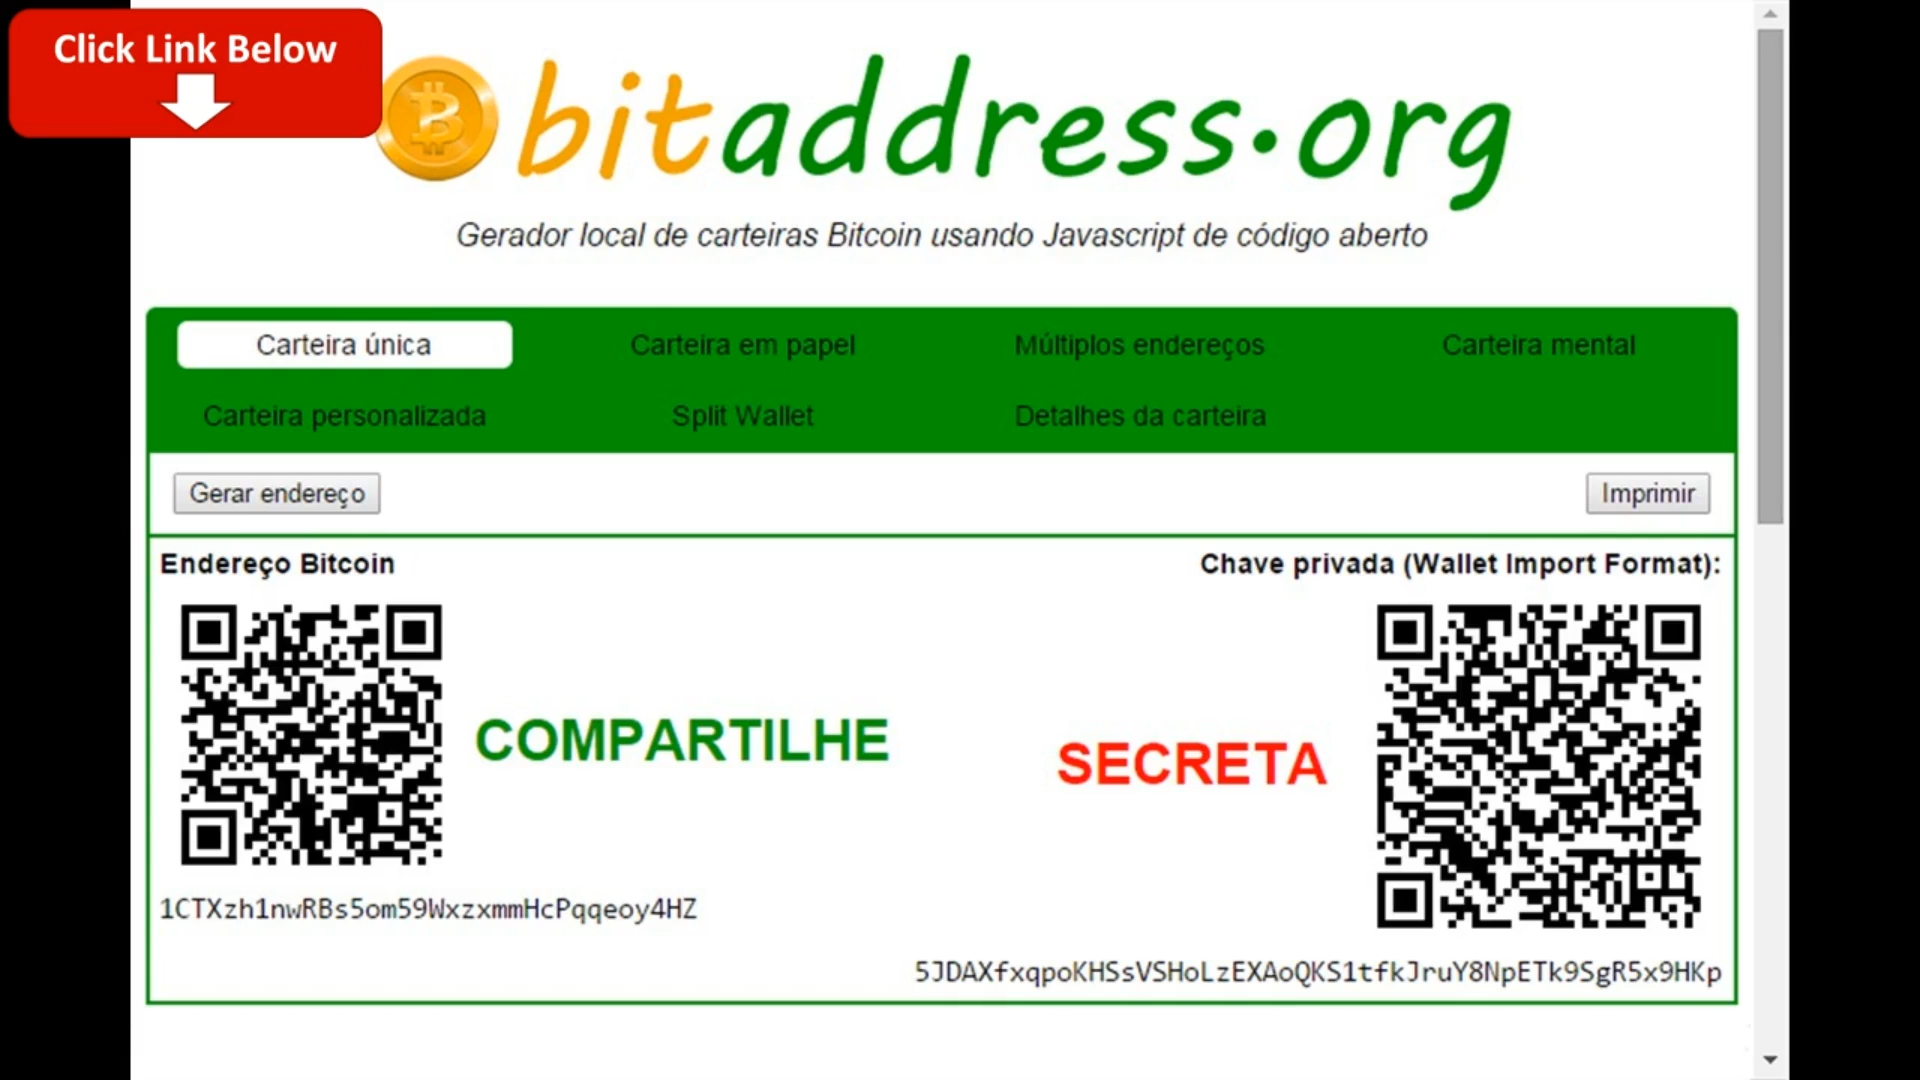 Click Link Below
bitaddress.org
Gerador local de carteiras Bitcoin usando Javascript de código aberto
Carteira única Carteira em papel Múltiplos endereços Carteira mental
Carteira personalizada Split Wallet Detalhes da carteira
Gerar endereço Imprimir
Endereço Bitcoin Chave privada (Wallet Import Format):
COMPARTILHE
SECRETA
1CTXzh1nwRBs5om59WxzxmmHcPqqeoy4HZ
5JDAXfxqpoKHSsVSHoLzEXAoQKS1tfkJruY8NpETk9SgR5x9HKp